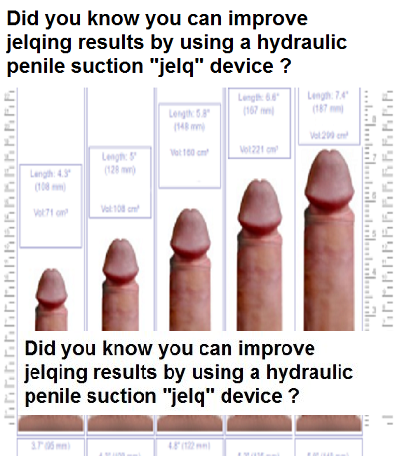 Did you know you can improve
jelqing results by using a hydraulic
penile suction "jelq" device ?
Length: 4.3"
(108 mm)
Vol:71 cm³
Length: 5"
(126 mm)
Vol:108 cm³
Length: 5.8"
(148 mm)
Vol:160 cm³
Length: 6.6"
(167 mm)
Vol:221 cm³
Length: 7.4"
(187 mm)
Vol:299 cm³
Did you know you can improve
jelqing results by using a hydraulic
penile suction "jelq" device ?
3.7" (95 mm)
4.8" (122 mm)